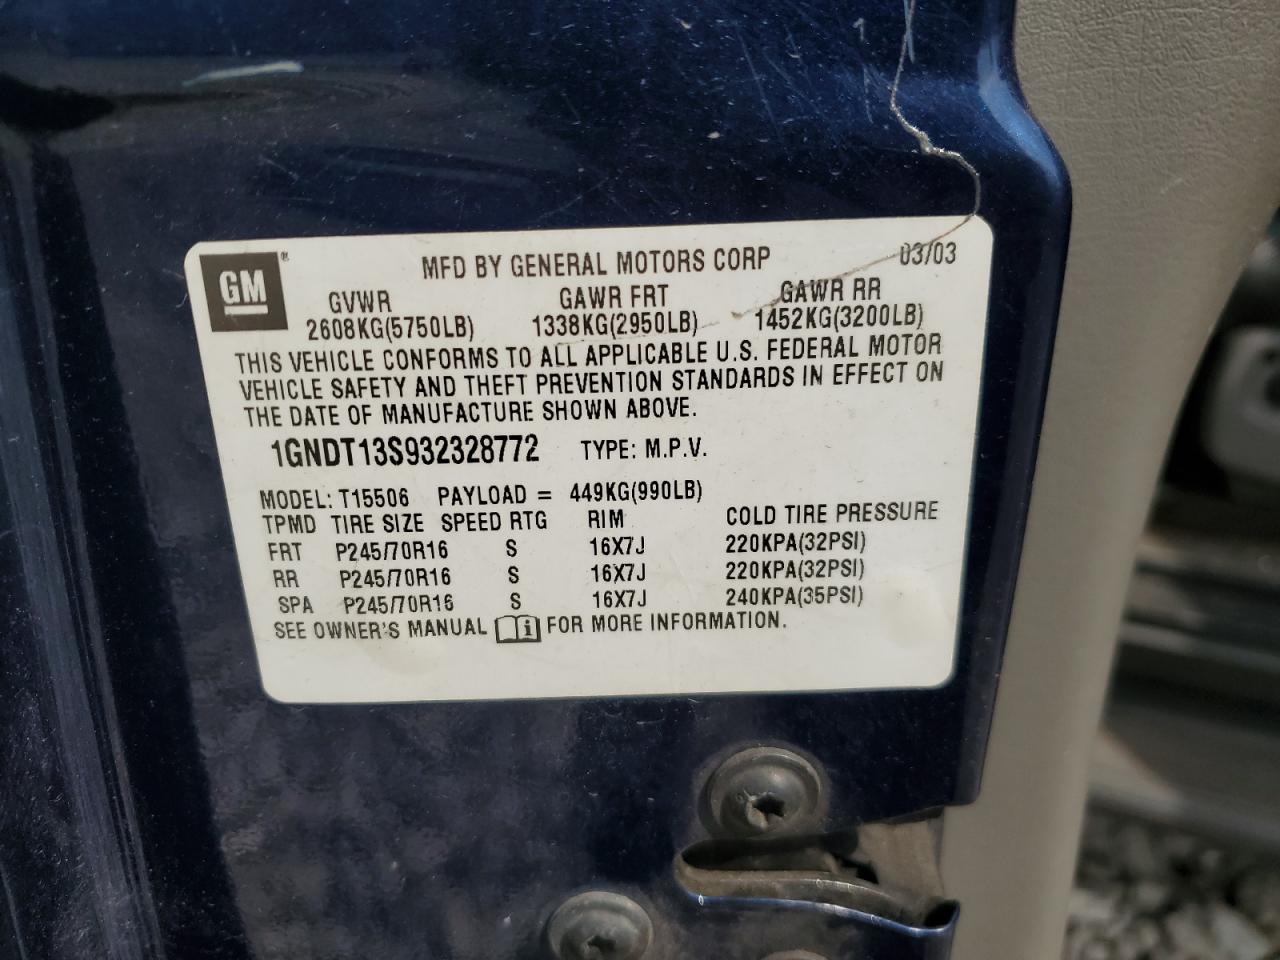 GM ®
MFD BY GENERAL MOTORS CORP 03/03
GVWR GAWR FRT GAWR RR
2608KG(5750LB) 1338KG(2950LB) 1452KG(3200LB)
THIS VEHICLE CONFORMS TO ALL APPLICABLE U.S. FEDERAL MOTOR
VEHICLE SAFETY AND THEFT PREVENTION STANDARDS IN EFFECT ON
THE DATE OF MANUFACTURE SHOWN ABOVE.
1GNDT13S932328772 TYPE: M.P.V.
MODEL: T15506 PAYLOAD = 449KG(990LB)
TPMD TIRE SIZE SPEED RTG RIM COLD TIRE PRESSURE
FRT P245/70R16 S 16X7J 220KPA(32PSI)
RR P245/70R16 S 16X7J 220KPA(32PSI)
SPA P245/70R16 S 16X7J 240KPA(35PSI)
SEE OWNER'S MANUAL i FOR MORE INFORMATION.